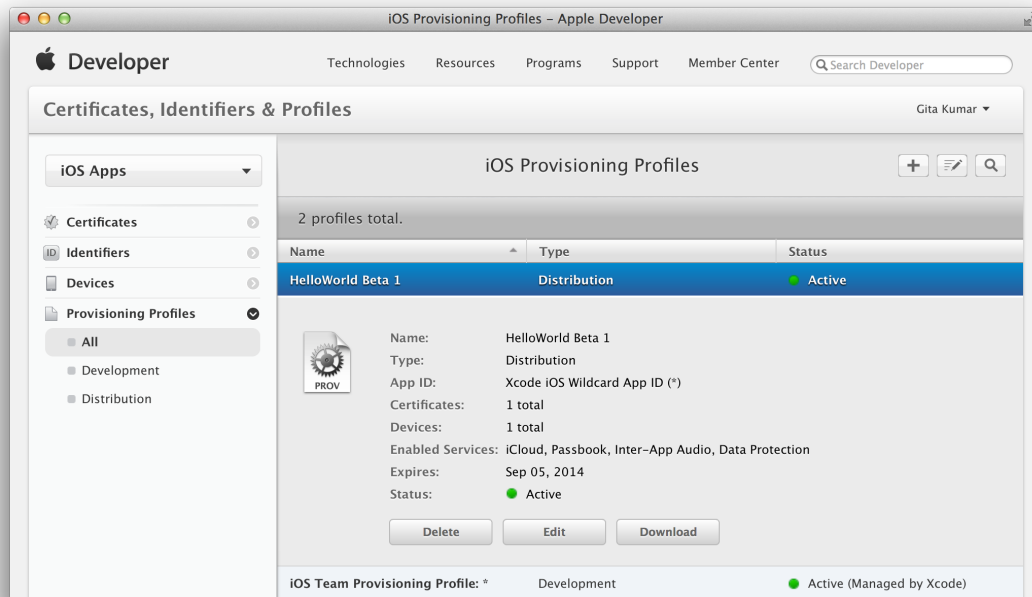 iOS Provisioning Profiles – Apple Developer
Developer
Technologies Resources Programs Support Member Center Search Developer
Certificates, Identifiers & Profiles
Gita Kumar
iOS Apps
iOS Provisioning Profiles
2 profiles total.
Certificates
ID Identifiers
Devices
Provisioning Profiles
All
Development
Distribution
Name Type Status
HelloWorld Beta 1 Distribution Active
PROV
Name: HelloWorld Beta 1
Type: Distribution
App ID: Xcode iOS Wildcard App ID (*)
Certificates: 1 total
Devices: 1 total
Enabled Services: iCloud, Passbook, Inter-App Audio, Data Protection
Expires: Sep 05, 2014
Status: Active
Delete Edit Download
iOS Team Provisioning Profile: * Development Active (Managed by Xcode)